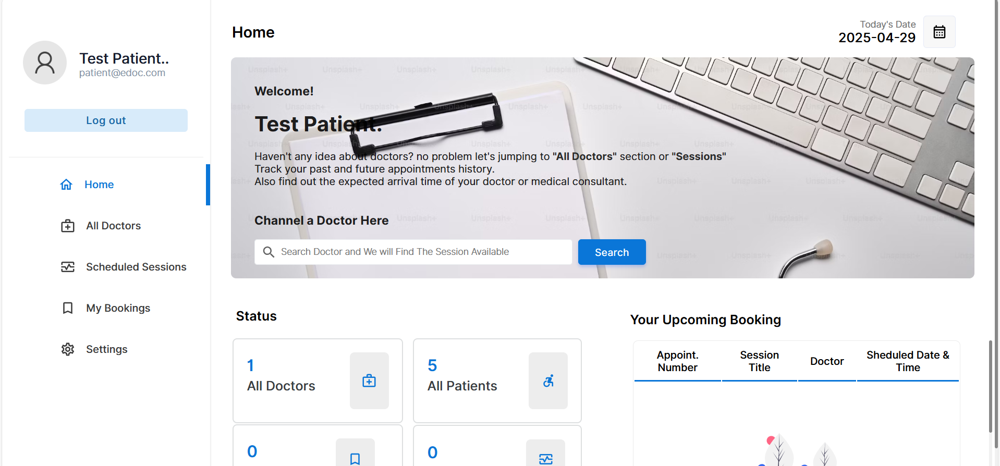 Test Patient..
patient@edoc.com
Log out
Home
All Doctors
Scheduled Sessions
My Bookings
Settings
Home
Today's Date
2025-04-29
Welcome!
Test Patient.
Haven't any idea about doctors? no problem let's jumping to "All Doctors" section or "Sessions"
Track your past and future appointments history.
Also find out the expected arrival time of your doctor or medical consultant.
Channel a Doctor Here
Search Doctor and We will Find The Session Available
Search
Unsplash+
Status
1
All Doctors
5
All Patients
0
0
Your Upcoming Booking
Appoint.
Number
Session
Title
Doctor
Sheduled Date &
Time